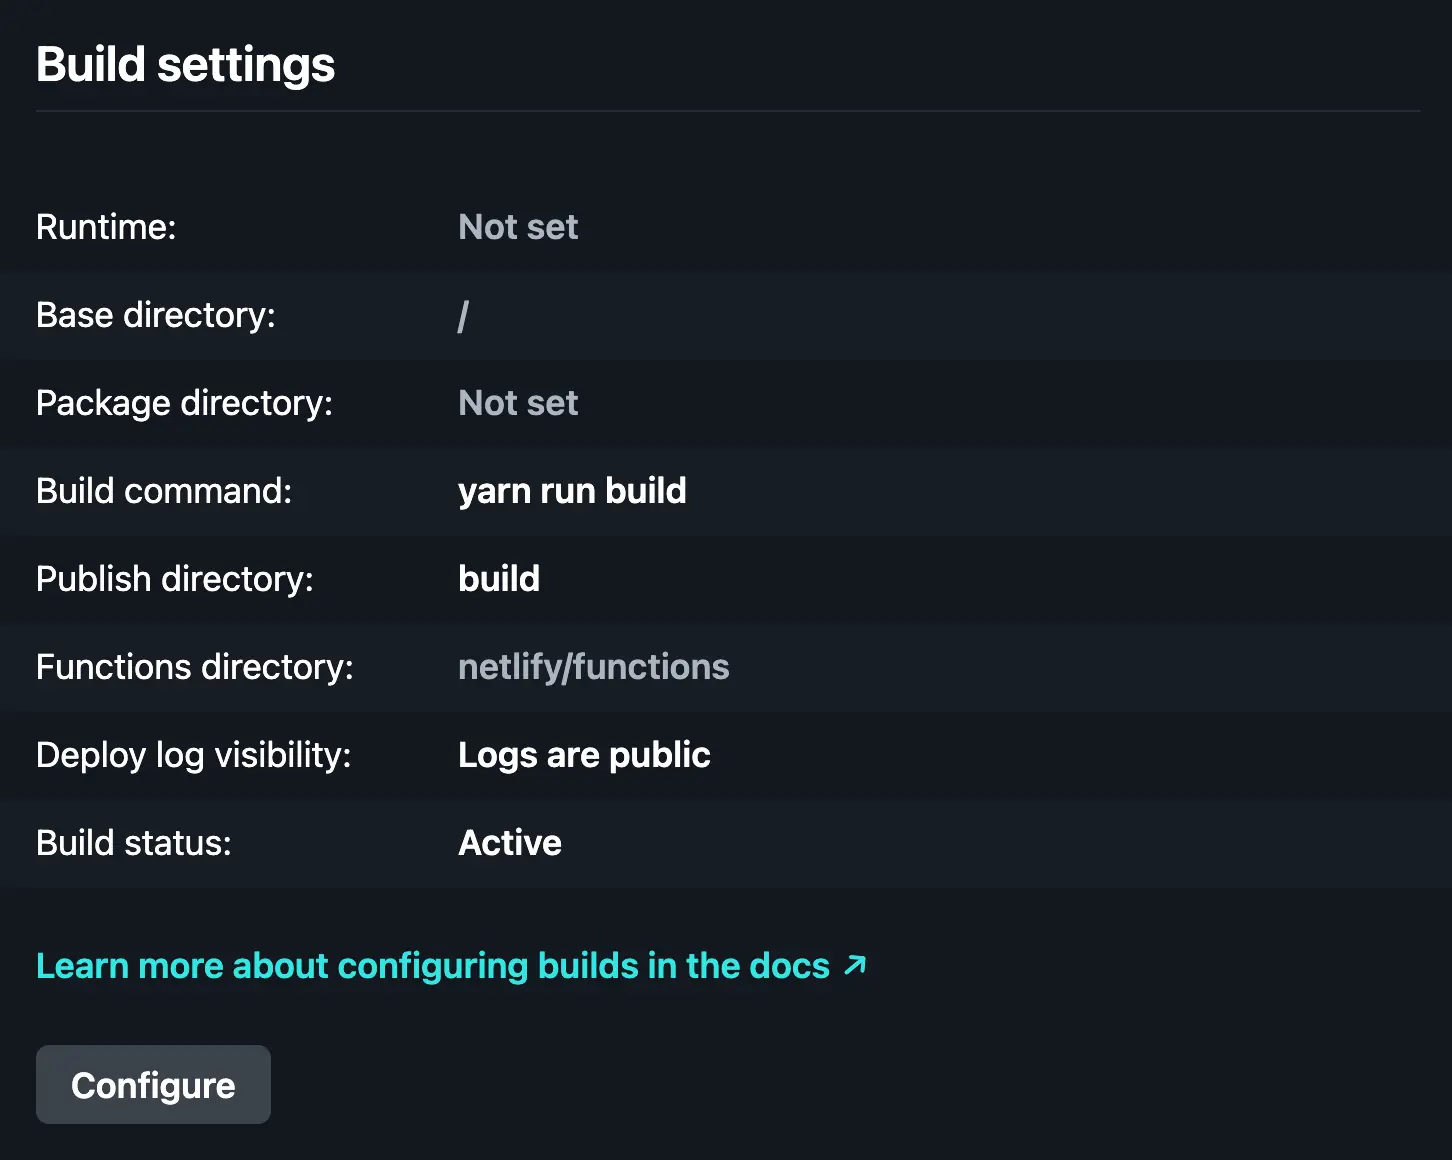 Build settings
Runtime: Not set
Base directory: /
Package directory: Not set
Build command: yarn run build
Publish directory: build
Functions directory: netlify/functions
Deploy log visibility: Logs are public
Build status: Active
Learn more about configuring builds in the docs ↗
Configure